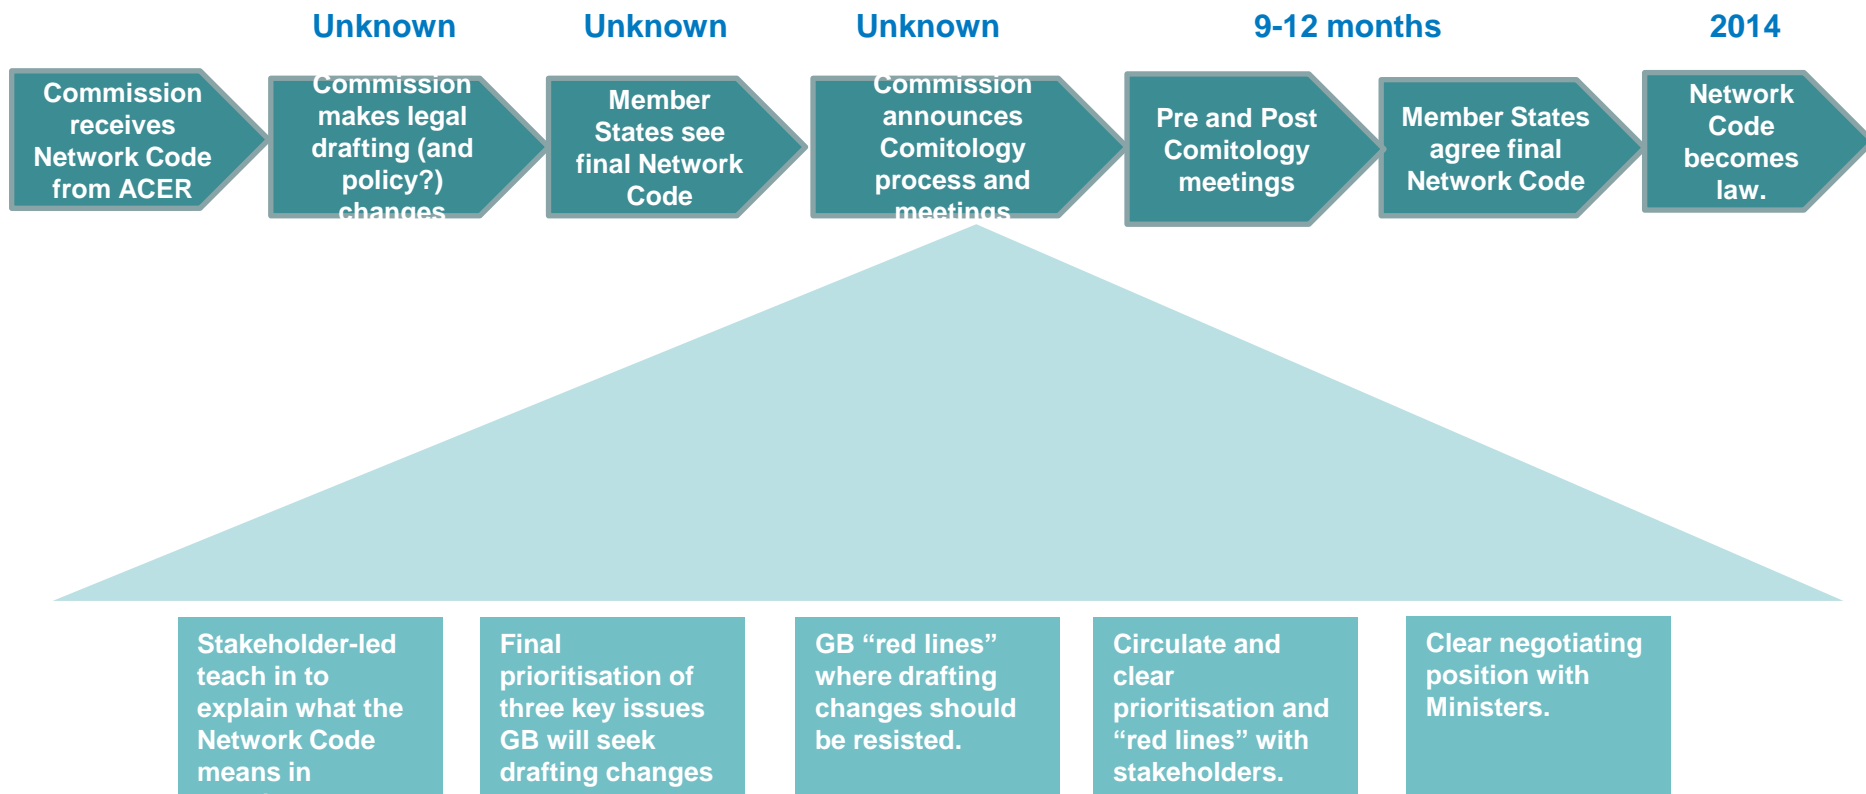 Unknown
Unknown
Unknown
9-12 months
2014
Commission
receives
Network Code
from ACER
Commission
makes legal
drafting (and
policy?)
changes
Member
States see
final Network
Code
Commission
announces
Comitology
process and
meetings
Pre and Post
Comitology
meetings
Member States
agree final
Network Code
Network
Code
becomes
law.
Stakeholder-led
teach in to
explain what the
Network Code
means in
Final
prioritisation of
three key issues
GB will seek
drafting changes
GB “red lines”
where drafting
changes should
be resisted.
Circulate and
clear
prioritisation and
“red lines” with
stakeholders.
Clear negotiating
position with
Ministers.